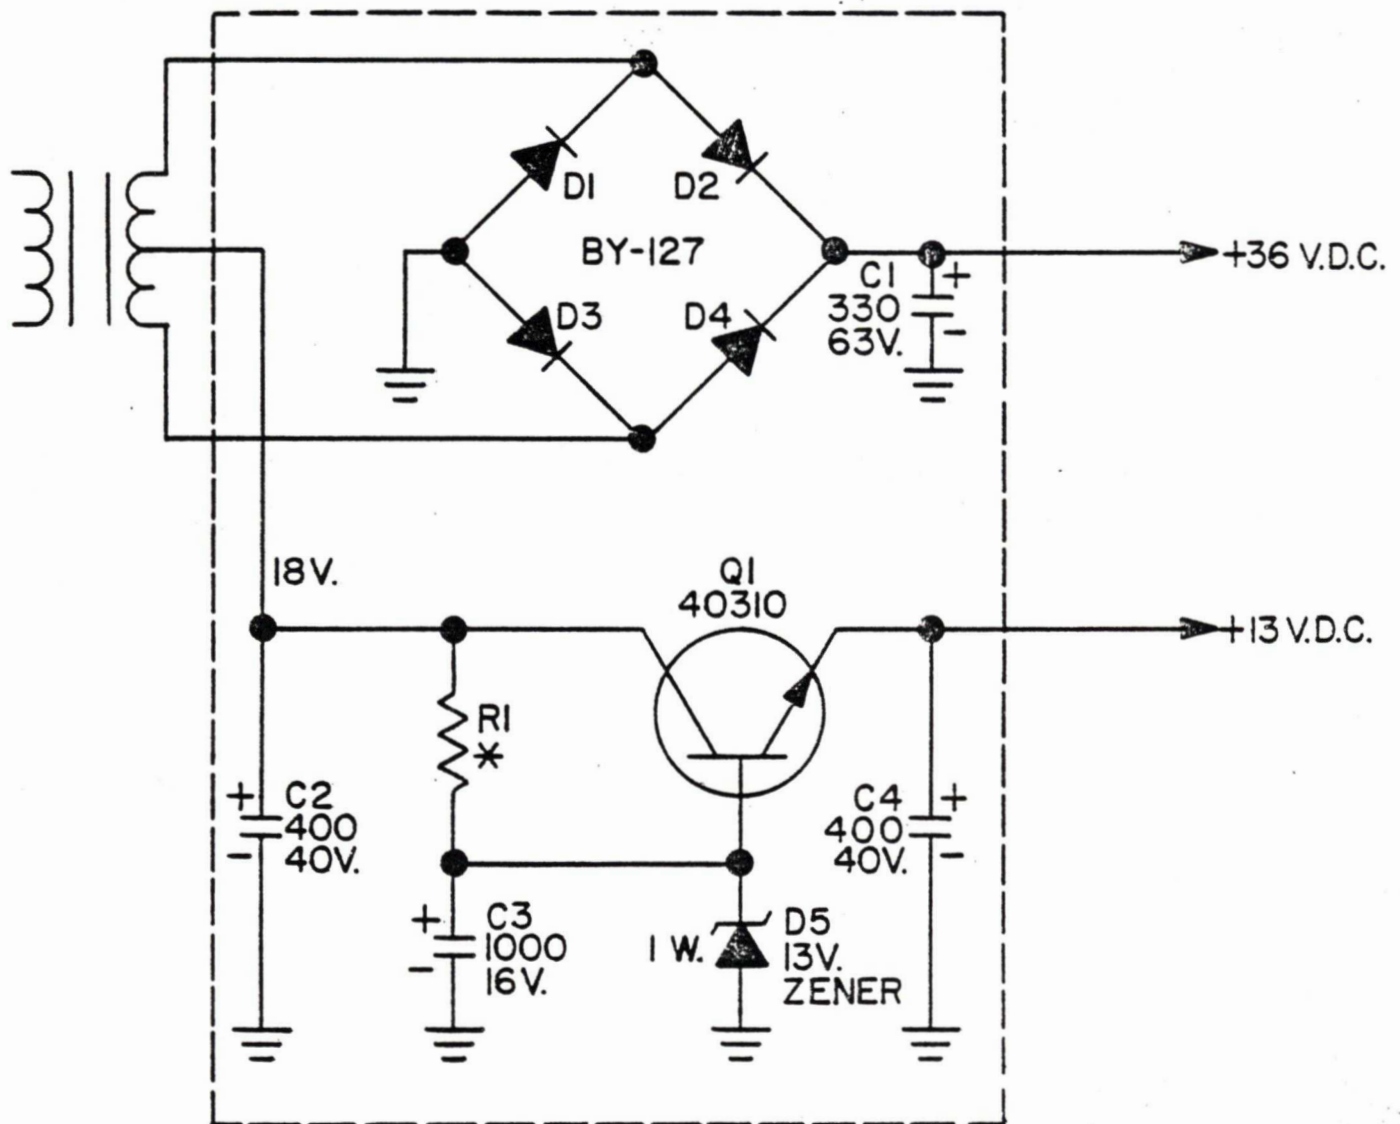 D1
D2
BY-127
D3
D4
C1
330
63V.
+
-
+36 V.D.C.
18V.
Q1
40310
+13 V.D.C.
R1
*
+
-
C2
400
40V.
C4
400
40V.
+
-
+
-
C3
1000
16V.
1 W.
D5
13V.
ZENER